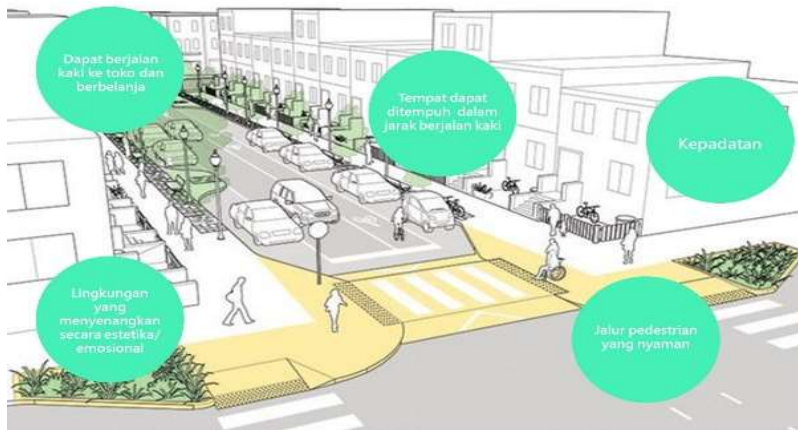 Dapat berjalan
kaki ke toko dan
berbelanja
Tempat dapat
ditempuh dalam
jarak berjalan kaki
Kepadatan
Lingkungan
yang
menyenangkan
secara estetika/
emosional
Jalur pedestrian
yang nyaman